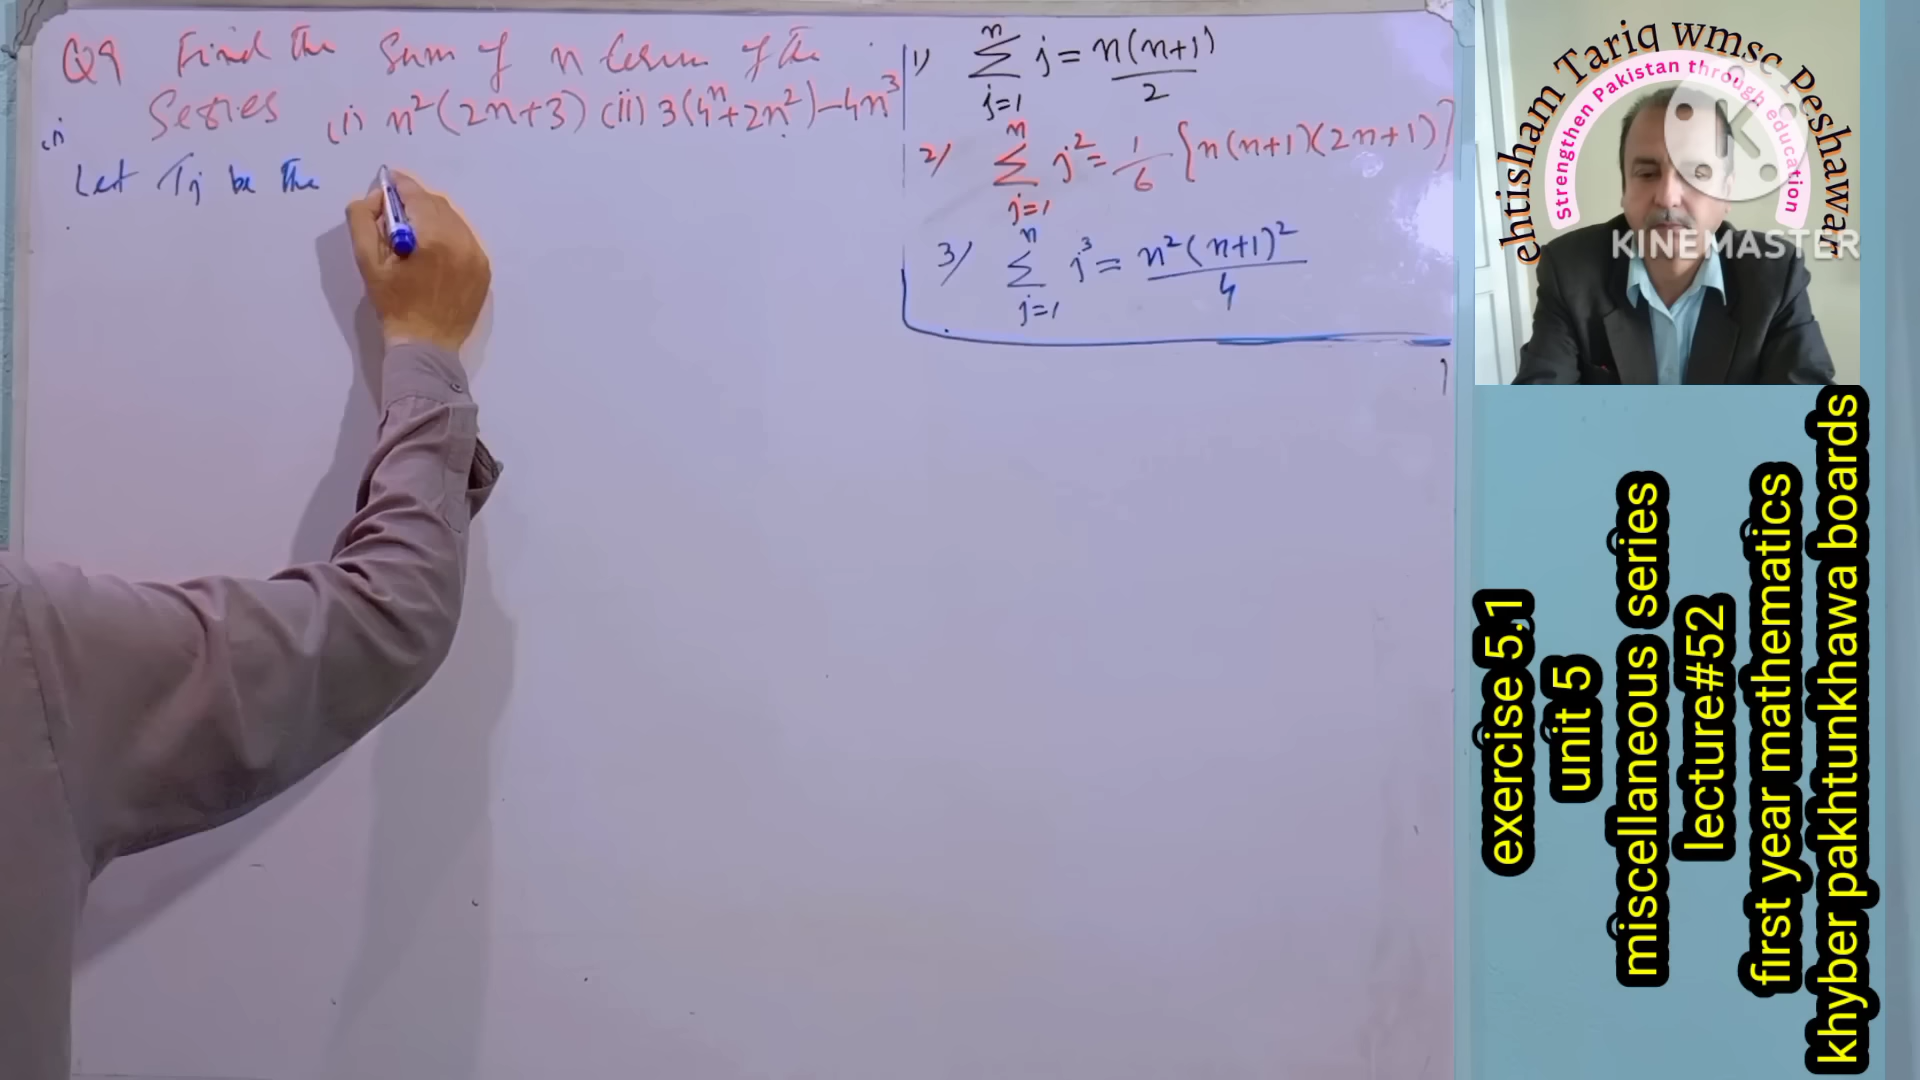 Q9 Find the Sum of n term of the
Series (i) n²(2n+3) (ii) 3(4ⁿ+2n²)-4n³
(i)
Let Tj be the
1) ∑_{j=1}^{n} j = n(n+1)/2
2) ∑_{j=1}^{n} j² = 1/6 {n(n+1)(2n+1)}
3) ∑_{j=1}^{n} j³ = n²(n+1)²/4
ehtisham Tariq wmsc Peshawar
Strengthen Pakistan through education
K
KINEMASTER
exercise 5.1
unit 5
miscellaneous series
lecture#52
first year mathematics
khyber pakhtunkhawa boards